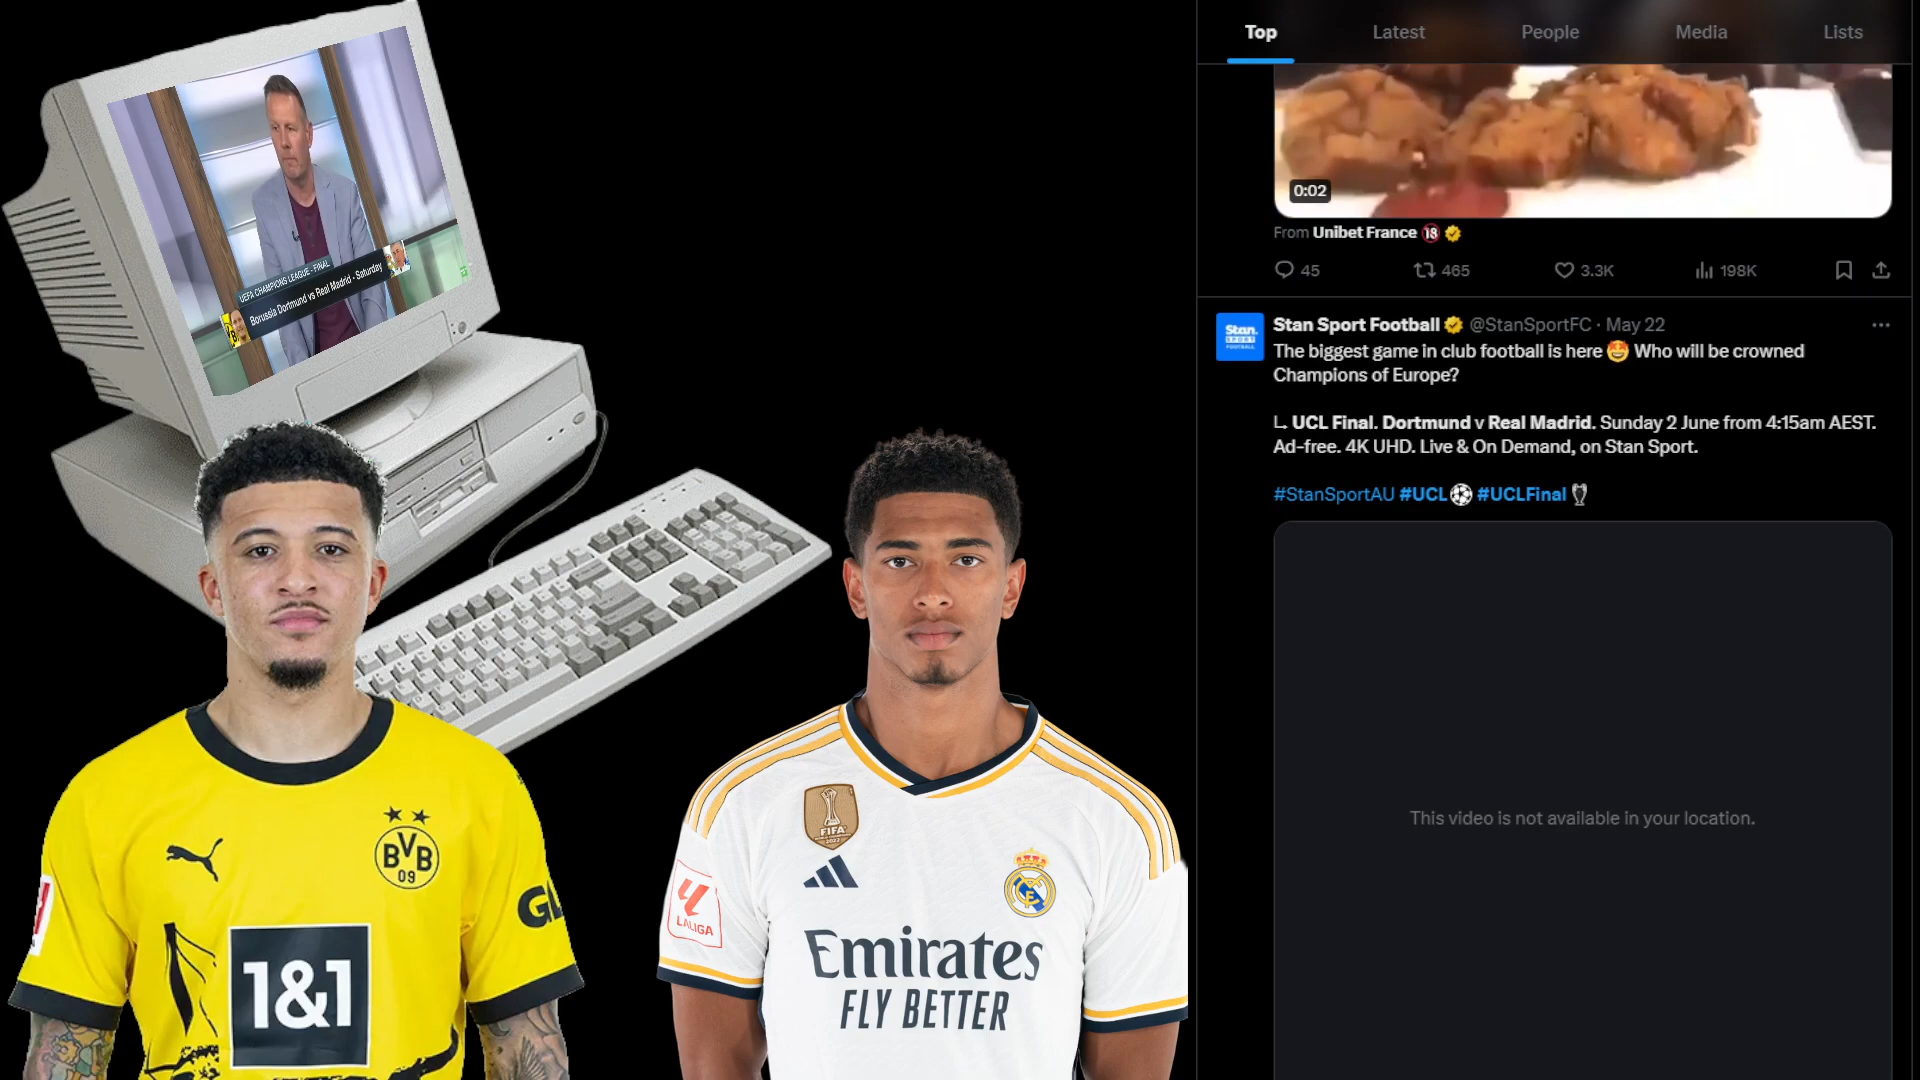 UEFA CHAMPIONS LEAGUE - FINAL
Borussia Dortmund vs Real Madrid - Saturday
BVB
09
1&1
FIFA
2022
LALIGA
Emirates
FLY BETTER
Top
Latest
People
Media
Lists
0:02
From Unibet France 🔞
45
465
3.3K
198K
Stan.
SPORT
FOOTBALL
Stan Sport Football @StanSportFC · May 22
The biggest game in club football is here 🤩 Who will be crowned
Champions of Europe?
↳ UCL Final. Dortmund v Real Madrid. Sunday 2 June from 4:15am AEST.
Ad-free. 4K UHD. Live & On Demand, on Stan Sport.
#StanSportAU #UCL #UCLFinal
This video is not available in your location.